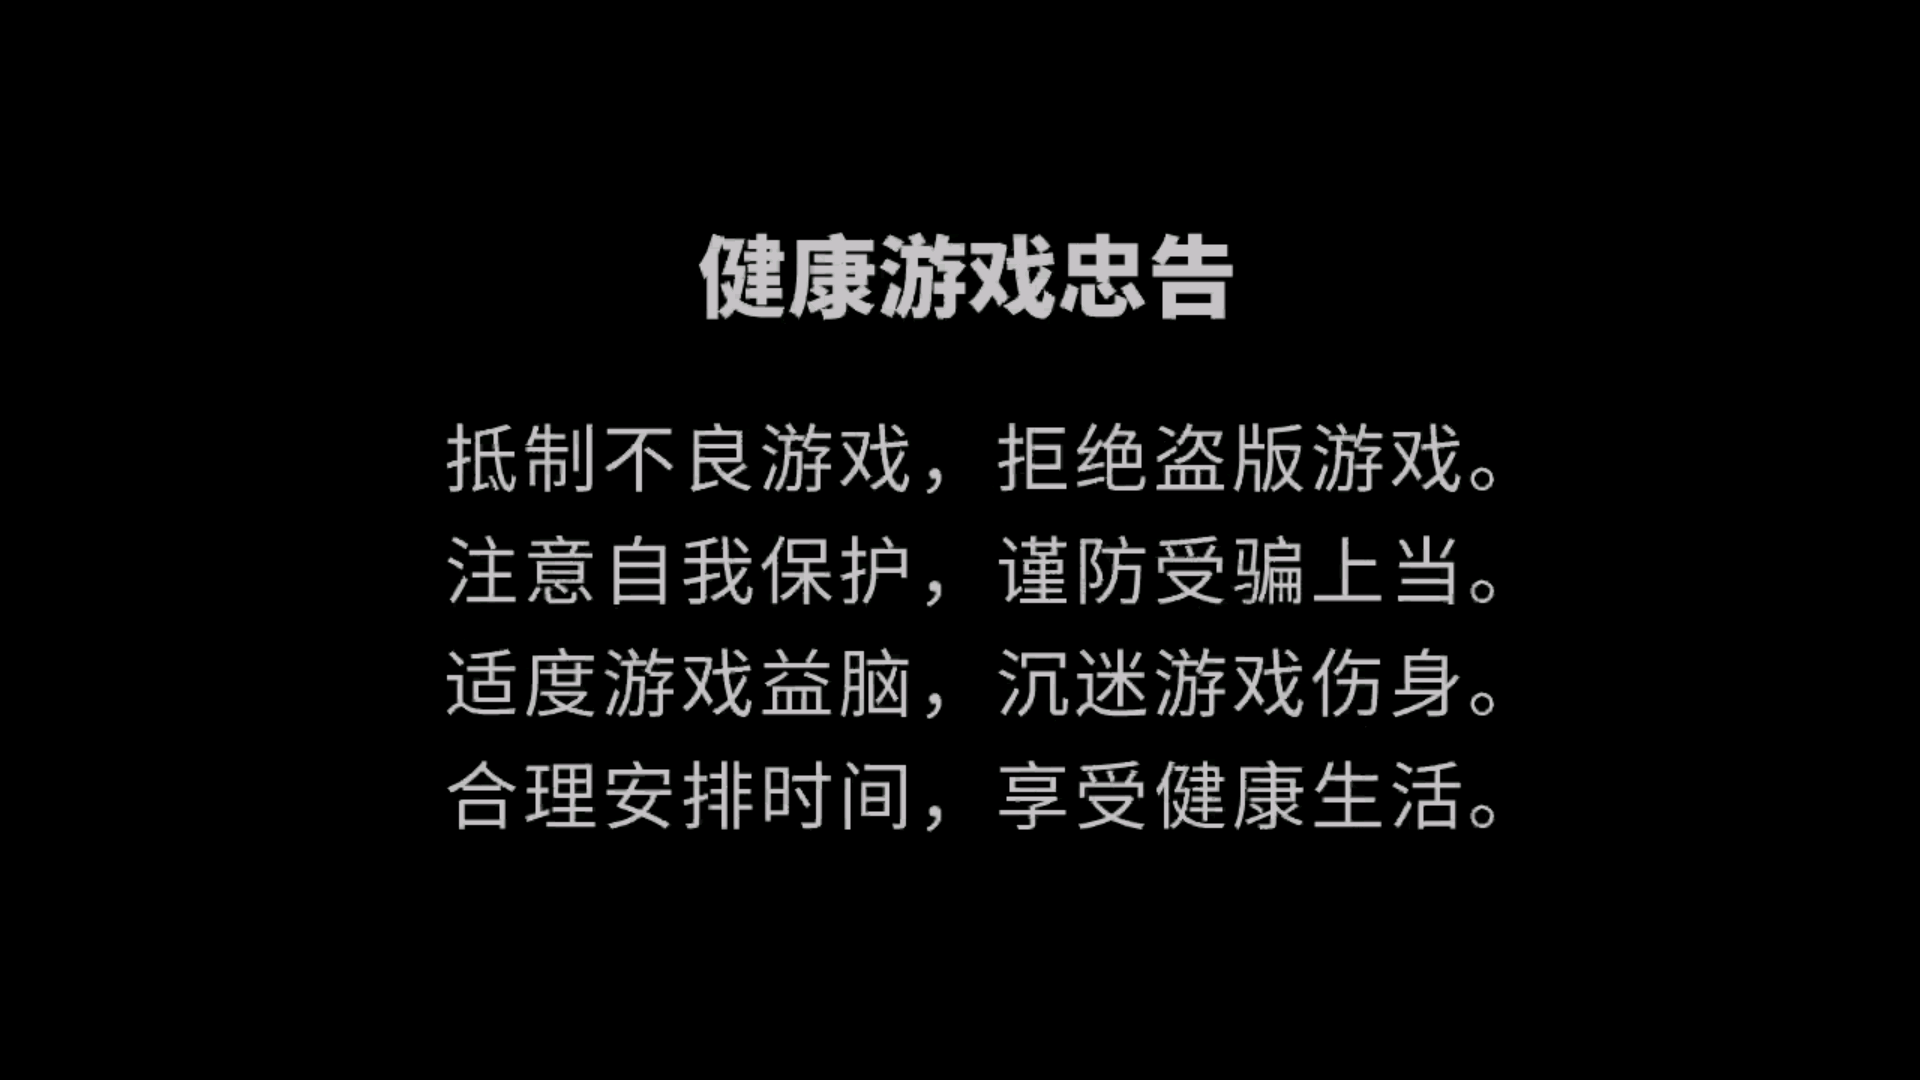 健康游戏忠告
抵制不良游戏，拒绝盗版游戏。
注意自我保护，谨防受骗上当。
适度游戏益脑，沉迷游戏伤身。
合理安排时间，享受健康生活。